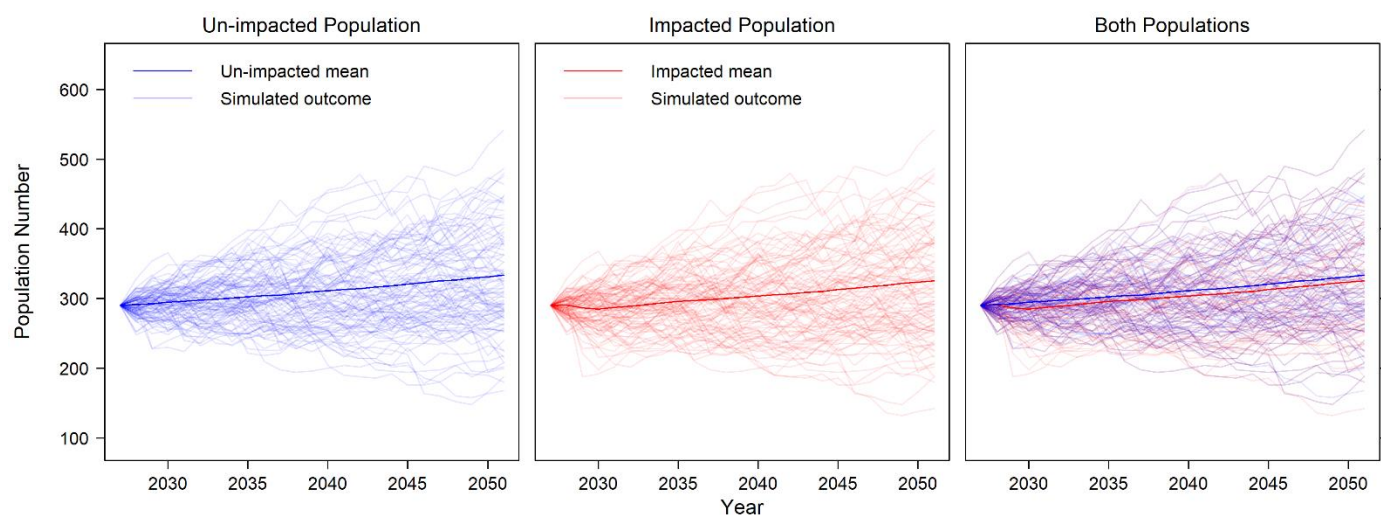 Un-impacted Population
Impacted Population
Both Populations
Un-impacted mean
Simulated outcome
Impacted mean
Simulated outcome
Population Number
600
500
400
300
200
100
2030 2035 2040 2045 2050
2030 2035 2040 2045 2050
2030 2035 2040 2045 2050
Year